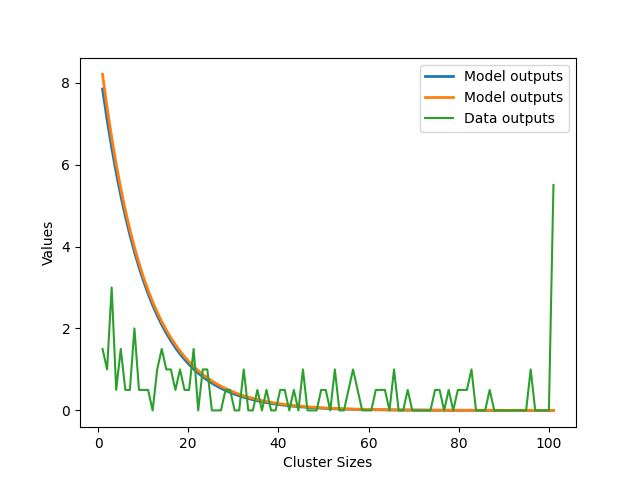 Model outputs
Model outputs
Data outputs
8
6
4
2
0
Values
0 20 40 60 80 100
Cluster Sizes